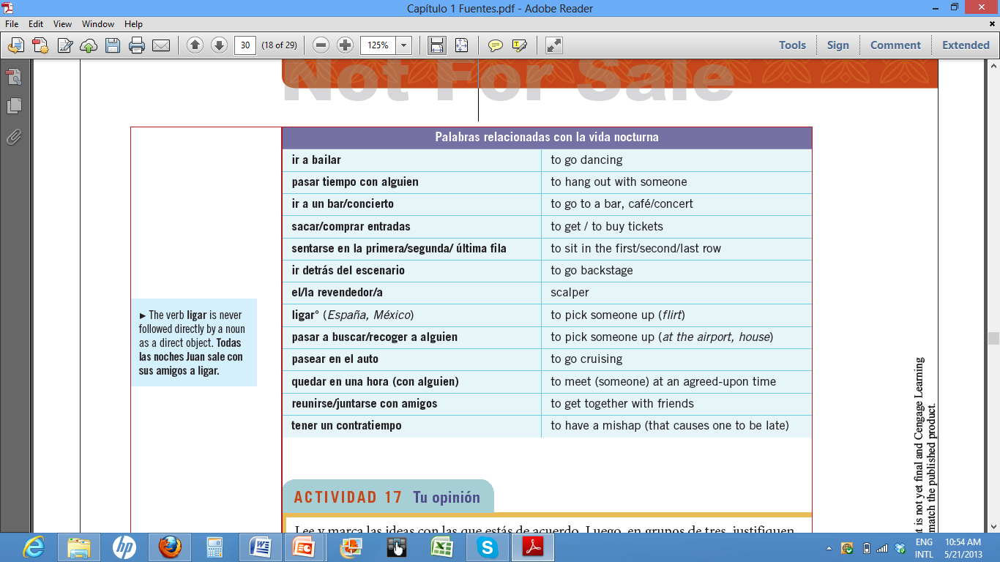 Capítulo 1 Fuentes.pdf - Adobe Reader
File Edit View Window Help
30 (18 of 29) 125% Tools Sign Comment Extended
Not For Sale
Palabras relacionadas con la vida nocturna
ir a bailar to go dancing
pasar tiempo con alguien to hang out with someone
ir a un bar/concierto to go to a bar, café/concert
sacar/comprar entradas to get / to buy tickets
sentarse en la primera/segunda/ última fila to sit in the first/second/last row
ir detrás del escenario to go backstage
el/la revendedor/a scalper
ligar° (España, México) to pick someone up (flirt)
pasar a buscar/recoger a alguien to pick someone up (at the airport, house)
pasear en el auto to go cruising
quedar en una hora (con alguien) to meet (someone) at an agreed-upon time
reunirse/juntarse con amigos to get together with friends
tener un contratiempo to have a mishap (that causes one to be late)
► The verb ligar is never
followed directly by a noun
as a direct object. Todas
las noches Juan sale con
sus amigos a ligar.
t is not yet final and Cengage Learning
match the published product.
ACTIVIDAD 17 Tu opinión
Lee y marca las ideas con las que estás de acuerdo. Luego, en grupos de tres, justifiquen
ENG 10:54 AM
INTL 5/21/2013